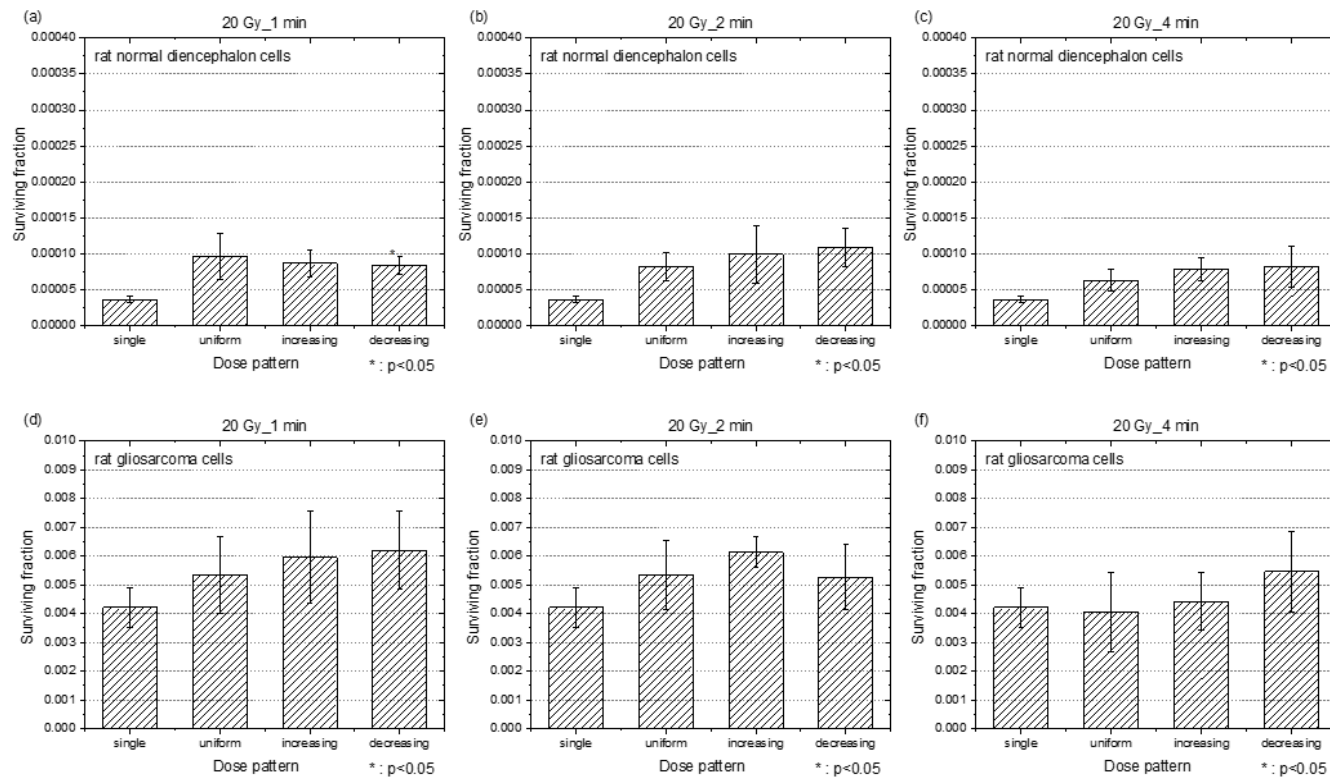 (a)
20 Gy_1 min
rat normal diencephalon cells
Surviving fraction
0.00040
0.00035
0.00030
0.00025
0.00020
0.00015
0.00010
0.00005
0.00000
*
single uniform increasing decreasing
Dose pattern
* : p<0.05
(b)
20 Gy_2 min
rat normal diencephalon cells
Surviving fraction
0.00040
0.00035
0.00030
0.00025
0.00020
0.00015
0.00010
0.00005
0.00000
single uniform increasing decreasing
Dose pattern
* : p<0.05
(c)
20 Gy_4 min
rat normal diencephalon cells
Surviving fraction
0.00040
0.00035
0.00030
0.00025
0.00020
0.00015
0.00010
0.00005
0.00000
single uniform increasing decreasing
Dose pattern
* : p<0.05
(d)
20 Gy_1 min
rat gliosarcoma cells
Surviving fraction
0.010
0.009
0.008
0.007
0.006
0.005
0.004
0.003
0.002
0.001
0.000
single uniform increasing decreasing
Dose pattern
* : p<0.05
(e)
20 Gy_2 min
rat gliosarcoma cells
Surviving fraction
0.010
0.009
0.008
0.007
0.006
0.005
0.004
0.003
0.002
0.001
0.000
single uniform increasing decreasing
Dose pattern
* : p<0.05
(f)
20 Gy_4 min
rat gliosarcoma cells
Surviving fraction
0.010
0.009
0.008
0.007
0.006
0.005
0.004
0.003
0.002
0.001
0.000
single uniform increasing decreasing
Dose pattern
* : p<0.05